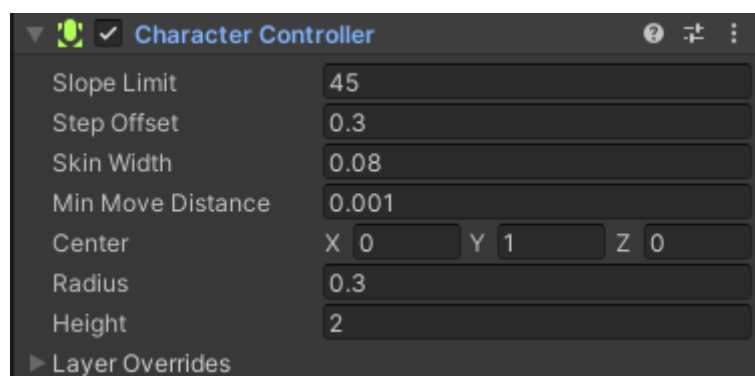 Character Controller
Slope Limit 45
Step Offset 0.3
Skin Width 0.08
Min Move Distance 0.001
Center X 0 Y 1 Z 0
Radius 0.3
Height 2
Layer Overrides